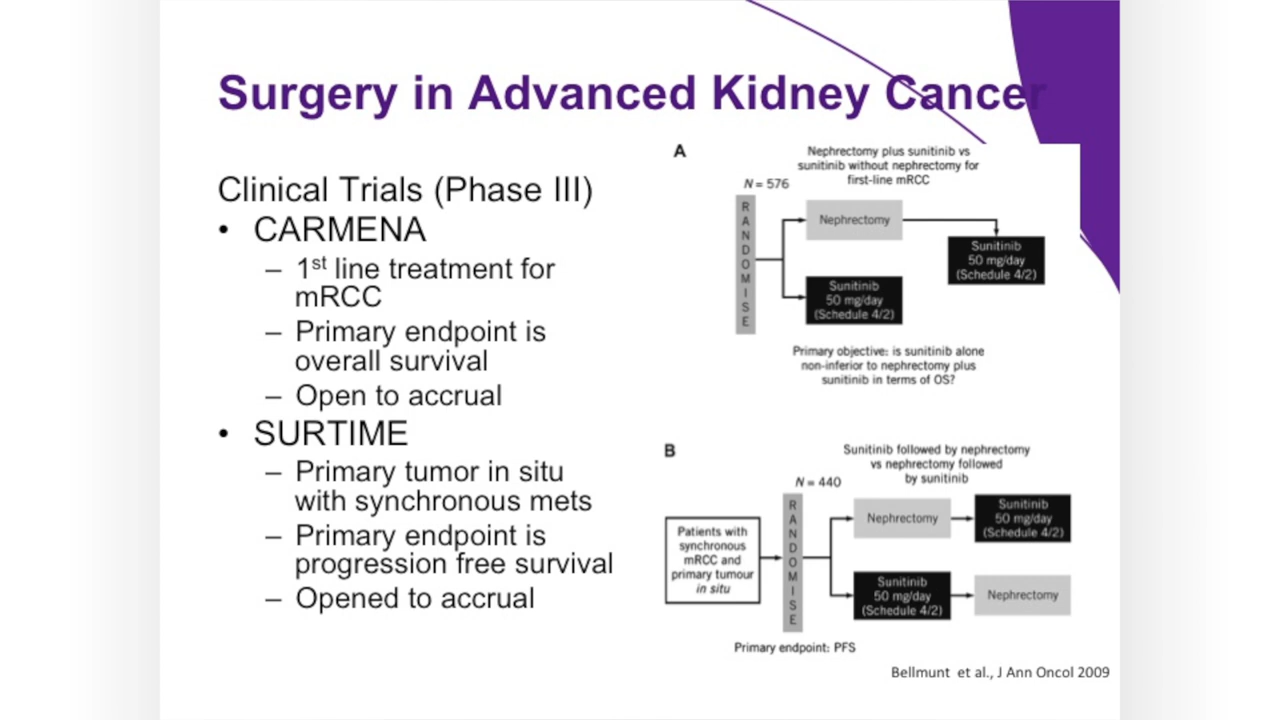 Surgery in Advanced Kidney Cancer
Clinical Trials (Phase III)
• CARMENA
– 1st line treatment for
mRCC
– Primary endpoint is
overall survival
– Open to accrual
• SURTIME
– Primary tumor in situ
with synchronous mets
– Primary endpoint is
progression free survival
– Opened to accrual
A
Nephrectomy plus sunitinib vs
sunitinib without nephrectomy for
first-line mRCC
N = 576
RANDOMISE
Nephrectomy
Sunitinib
50 mg/day
(Schedule 4/2)
Sunitinib
50 mg/day
(Schedule 4/2)
Primary objective: is sunitinib alone
non-inferior to nephrectomy plus
sunitinib in terms of OS?
B
Sunitinib followed by nephrectomy
vs nephrectomy followed
by sunitinib
N = 440
Patients with
synchronous
mRCC and
primary tumour
in situ
RANDOMISE
Nephrectomy
Sunitinib
50 mg/day
(Schedule 4/2)
Sunitinib
50 mg/day
(Schedule 4/2)
Nephrectomy
Primary endpoint: PFS
Bellmunt et al., J Ann Oncol 2009